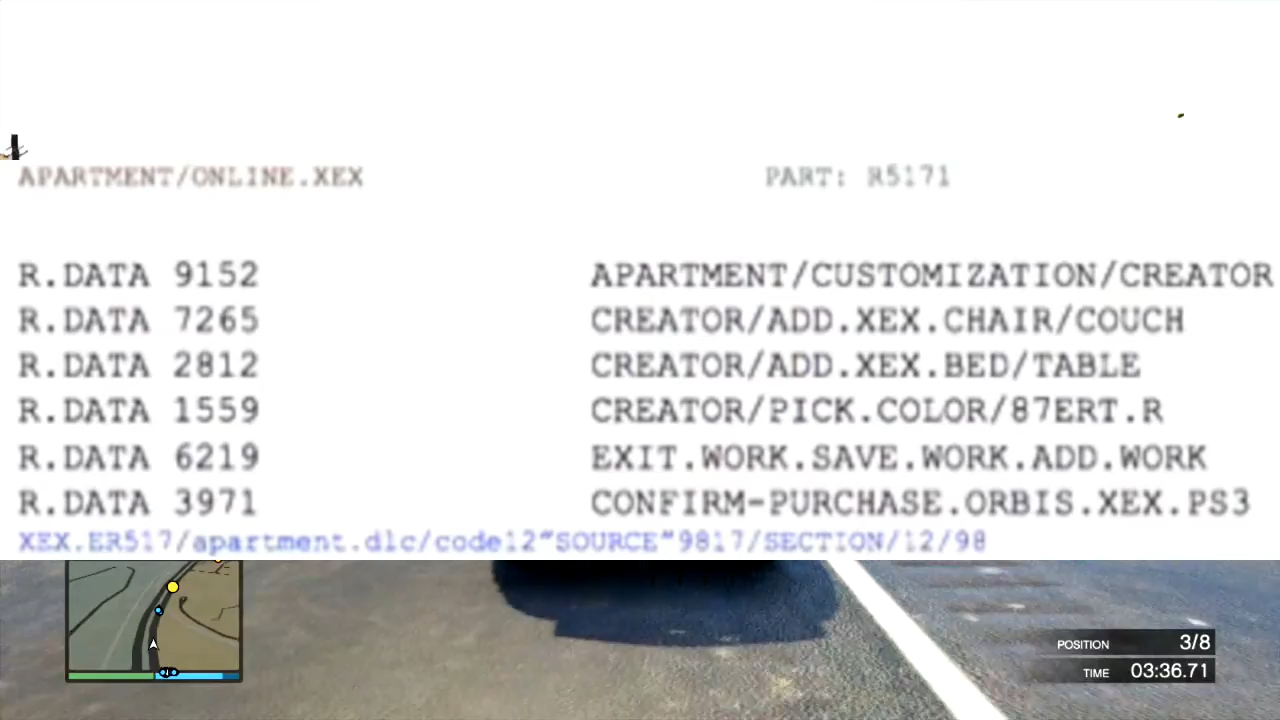 APARTMENT/ONLINE.XEX PART: R5171
R.DATA 9152 APARTMENT/CUSTOMIZATION/CREATOR
R.DATA 7265 CREATOR/ADD.XEX.CHAIR/COUCH
R.DATA 2812 CREATOR/ADD.XEX.BED/TABLE
R.DATA 1559 CREATOR/PICK.COLOR/87ERT.R
R.DATA 6219 EXIT.WORK.SAVE.WORK.ADD.WORK
R.DATA 3971 CONFIRM-PURCHASE.ORBIS.XEX.PS3
XEX.ER517/apartment.dlc/code12"SOURCE"9817/SECTION/12/98
POSITION 3/8
TIME 03:36.71